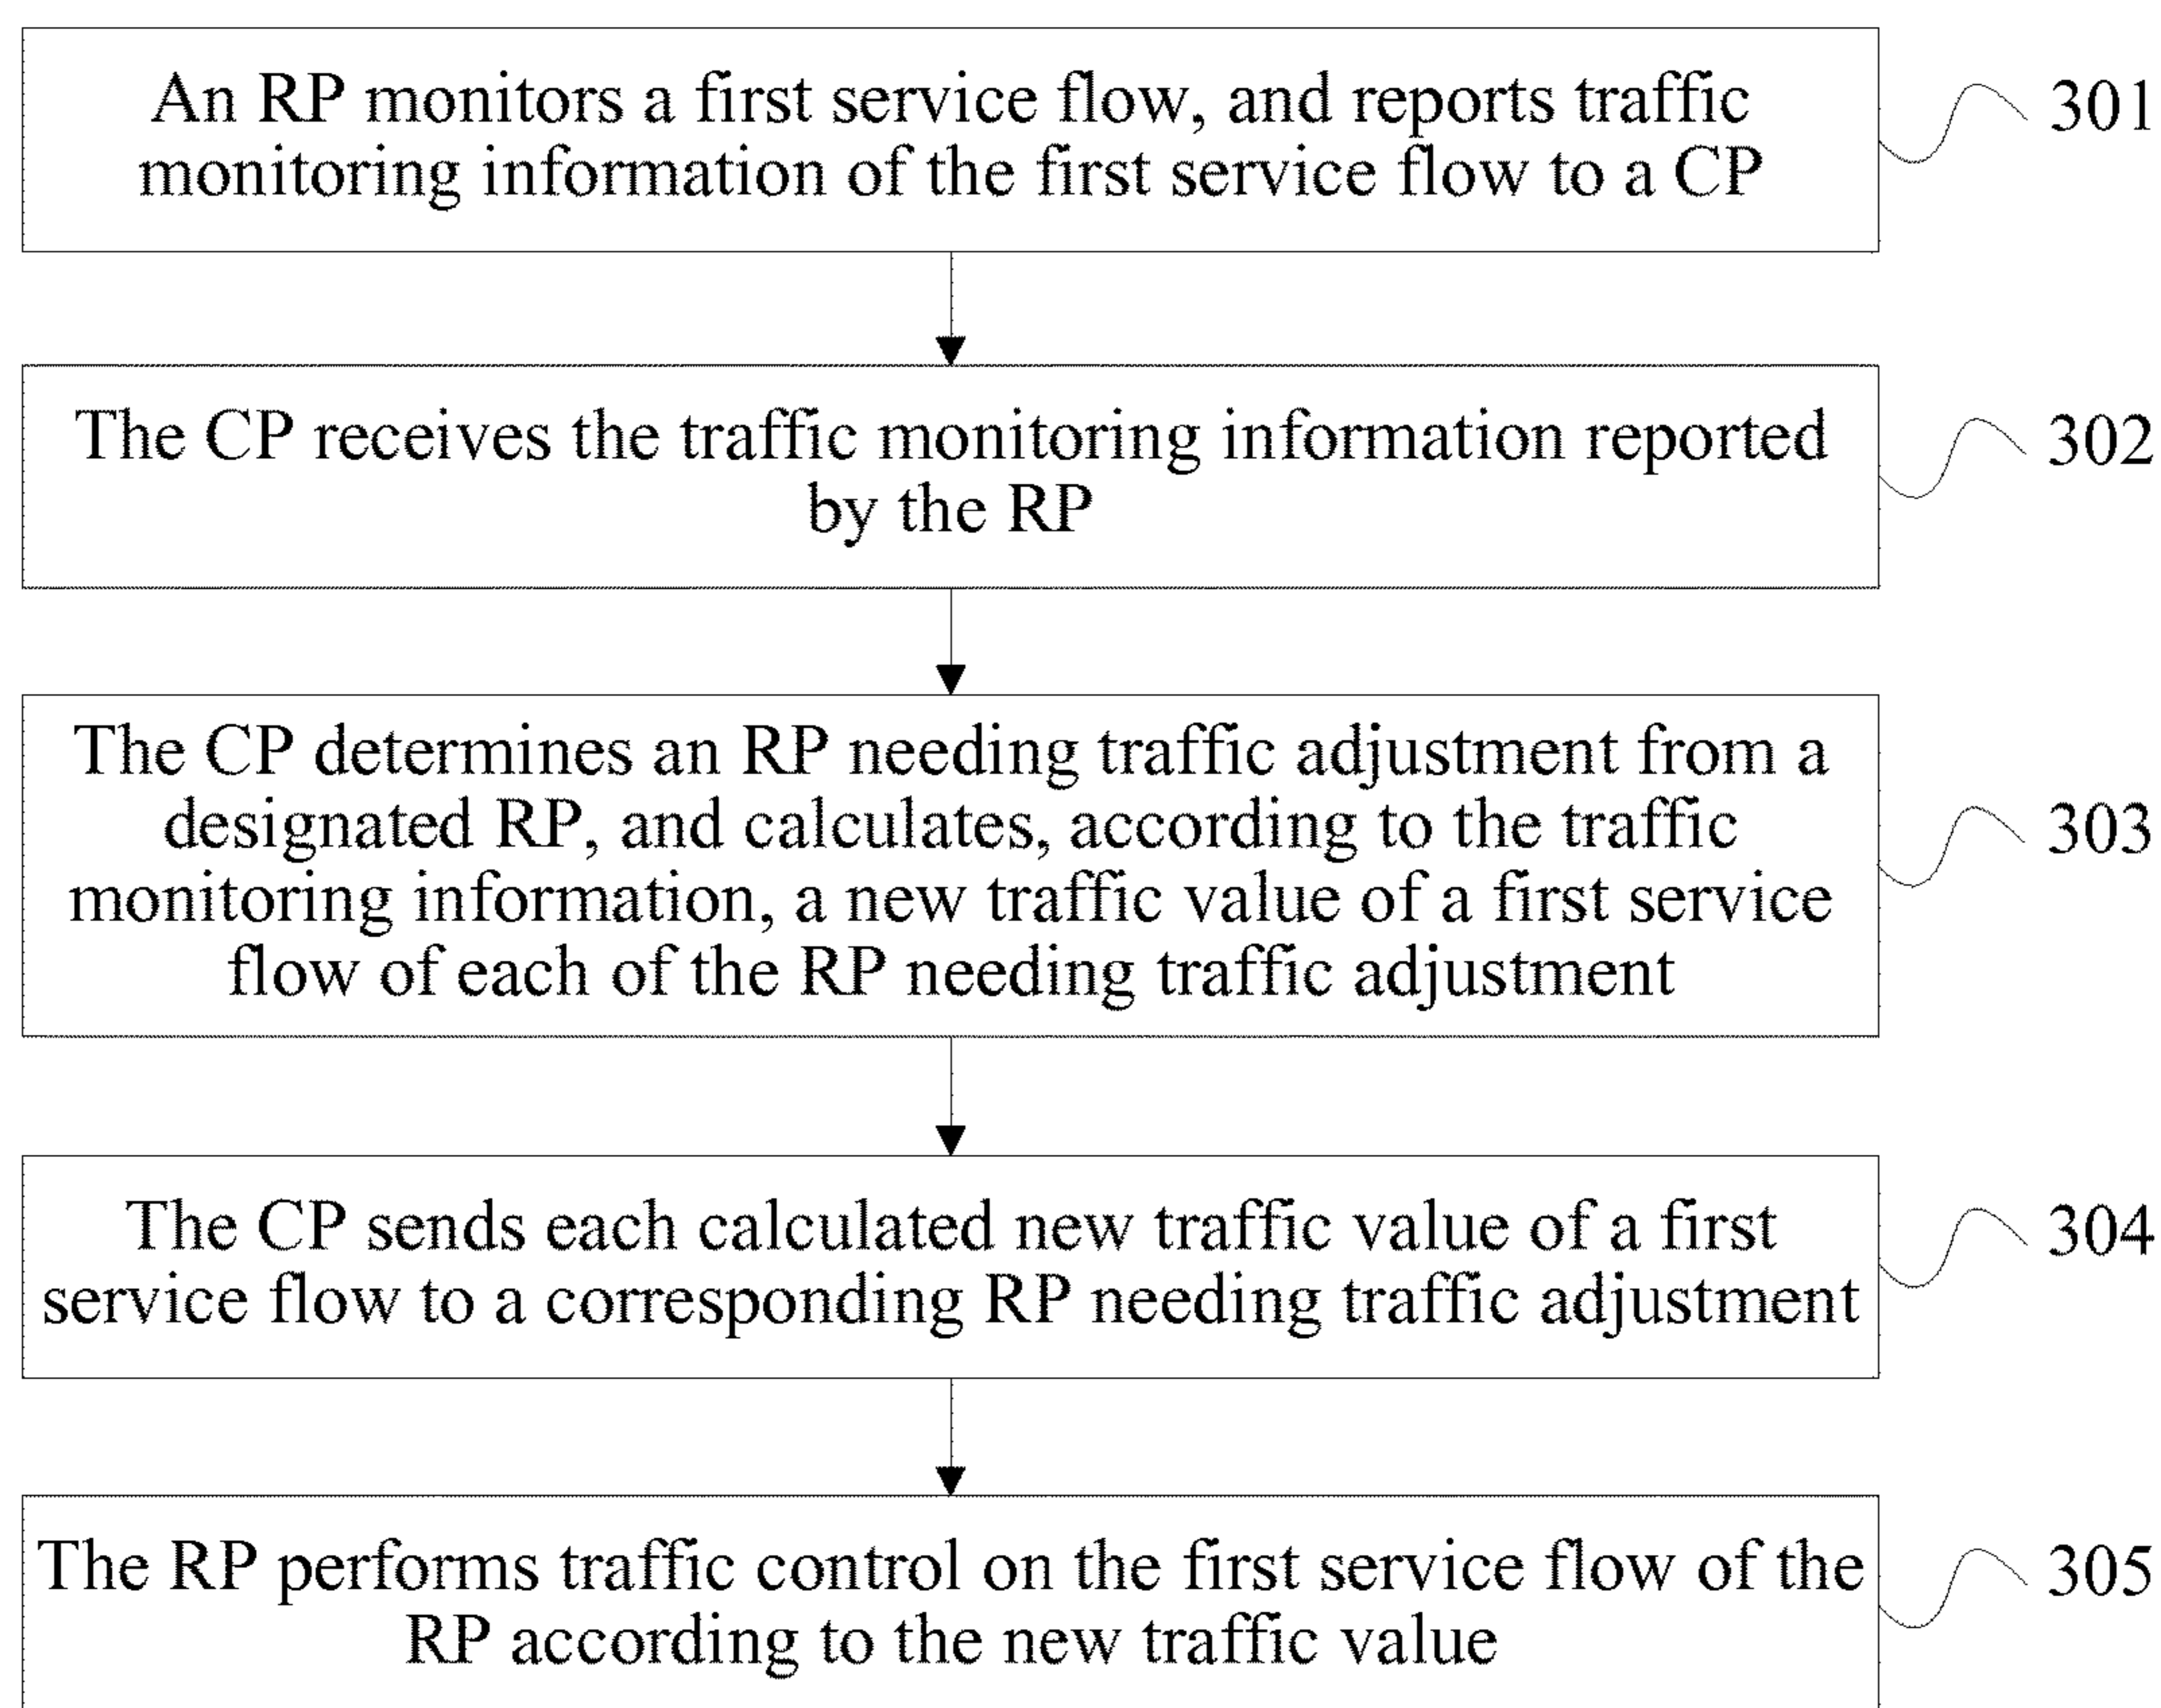 An RP monitors a first service flow, and reports traffic
monitoring information of the first service flow to a CP
301
The CP receives the traffic monitoring information reported
by the RP
302
The CP determines an RP needing traffic adjustment from a
designated RP, and calculates, according to the traffic
monitoring information, a new traffic value of a first service
flow of each of the RP needing traffic adjustment
303
The CP sends each calculated new traffic value of a first
service flow to a corresponding RP needing traffic adjustment
304
The RP performs traffic control on the first service flow of the
RP according to the new traffic value
305